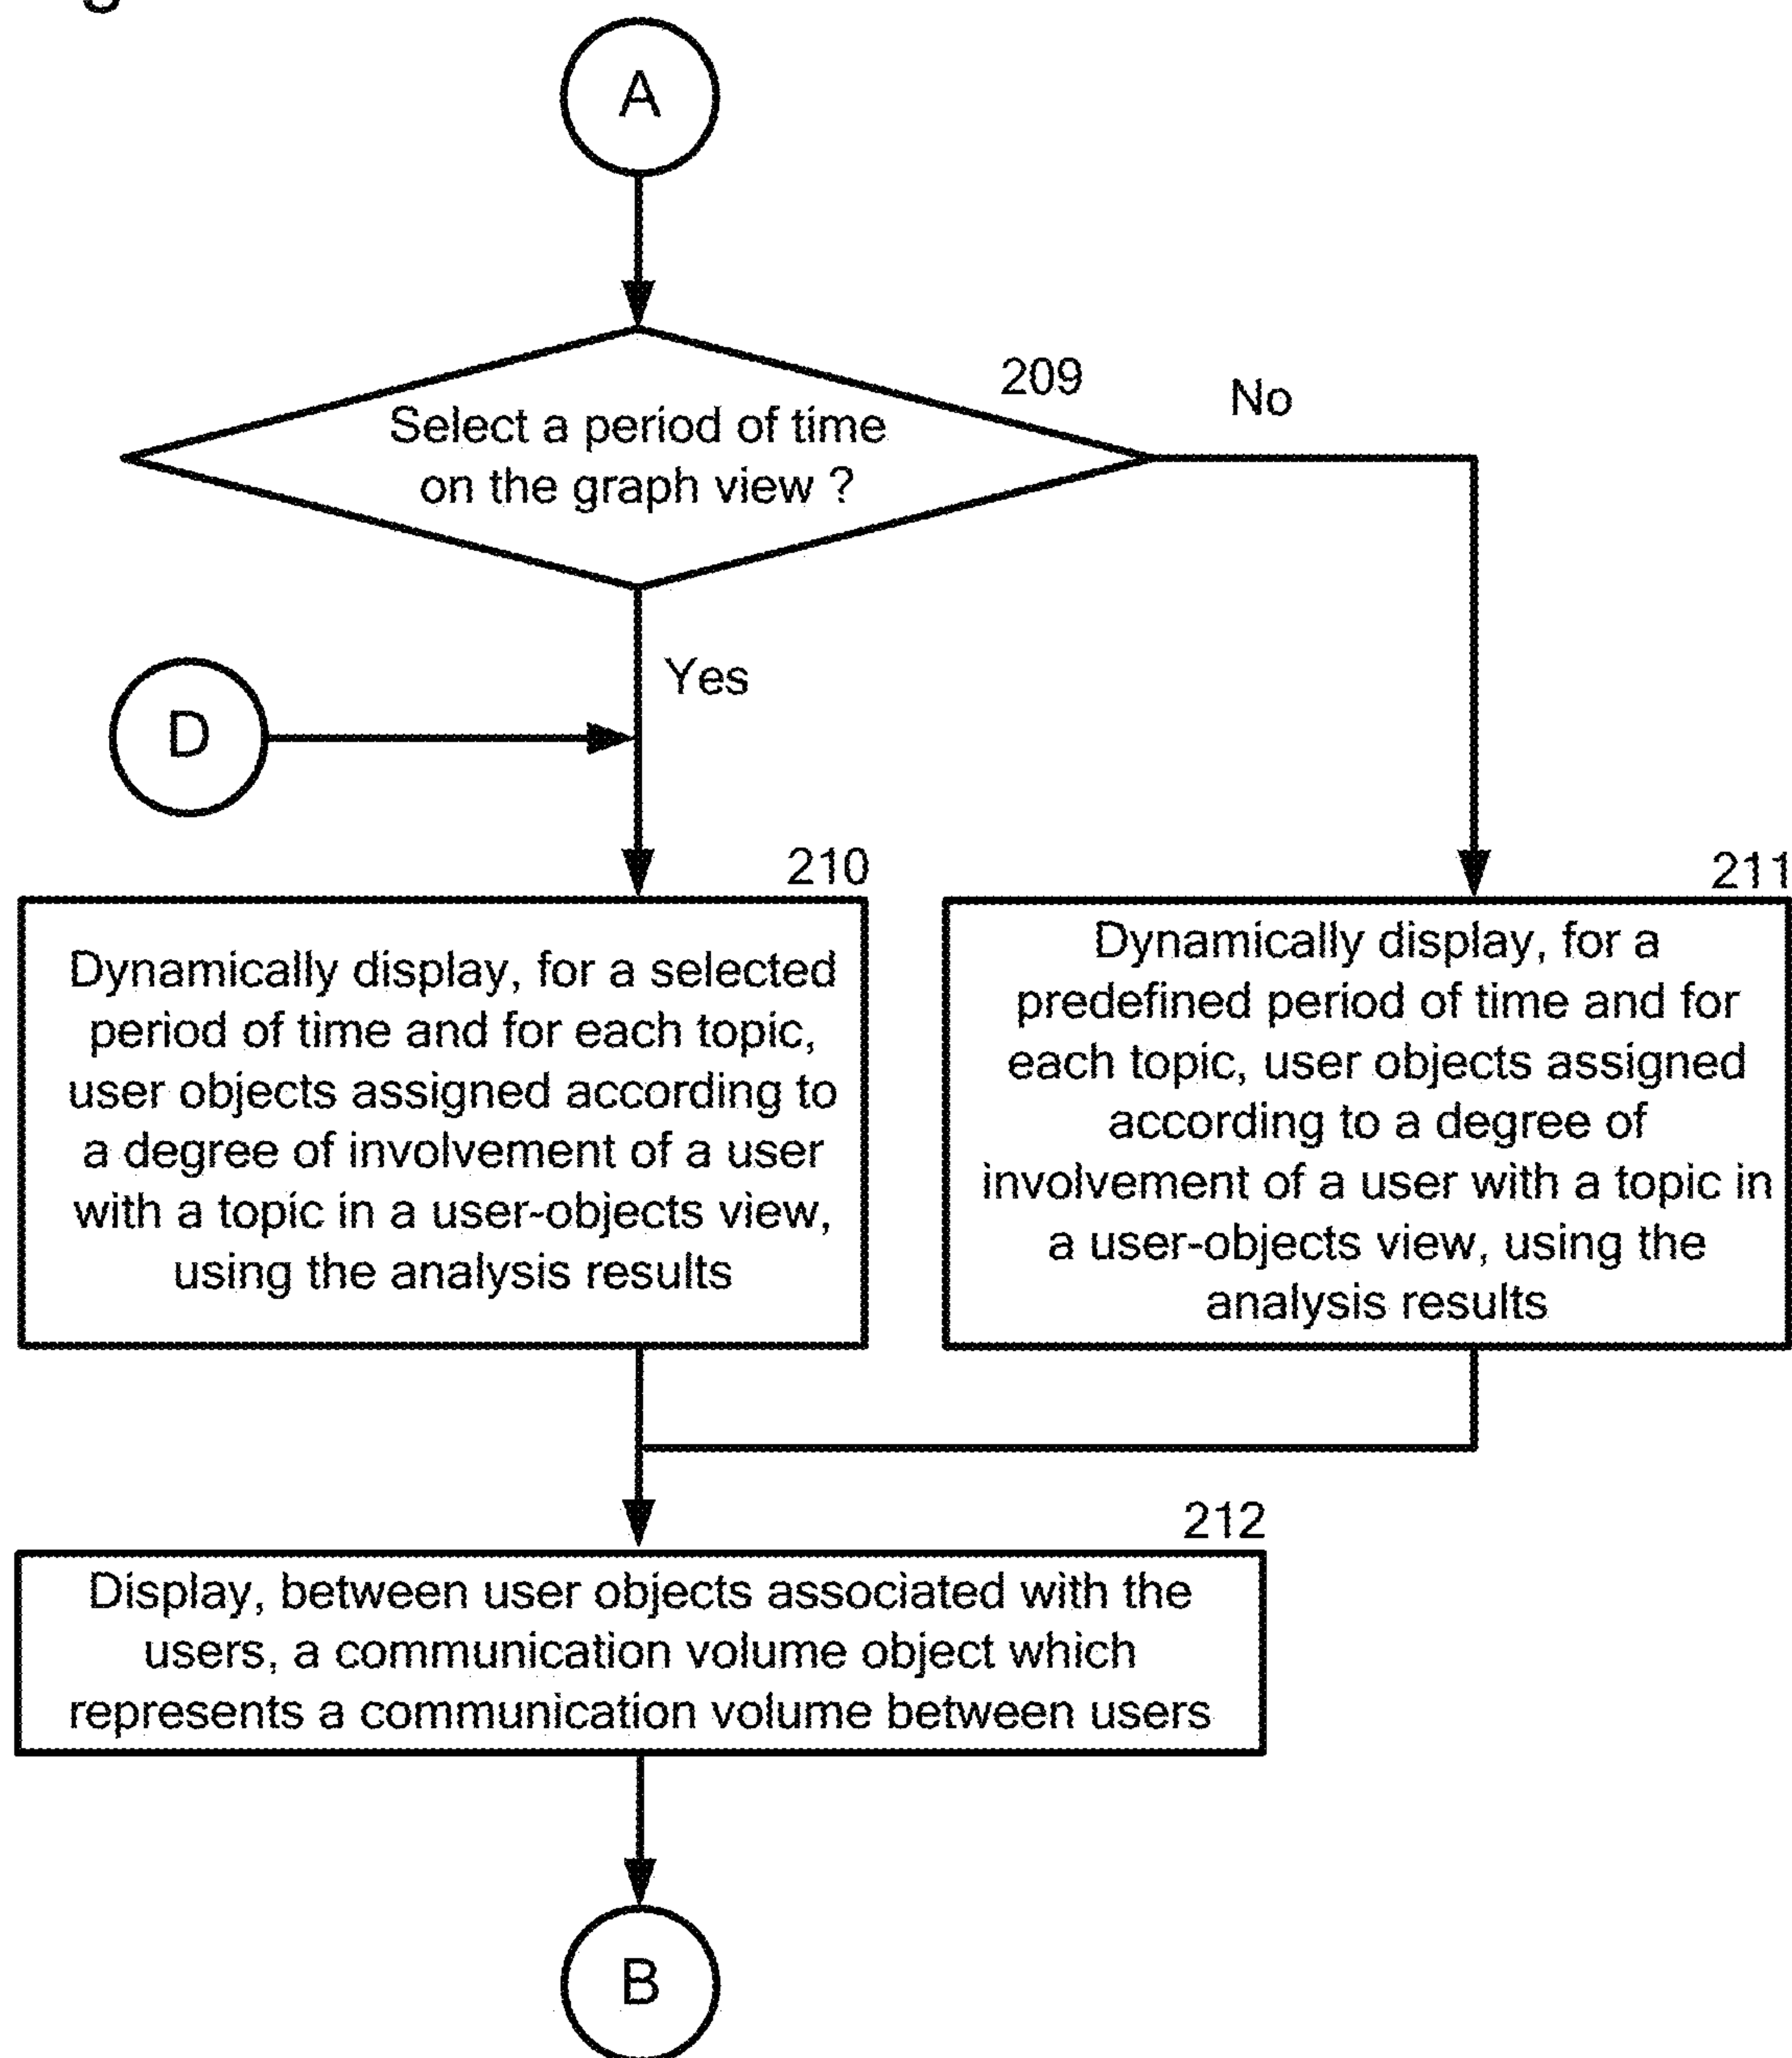 A
209
No
Select a period of time
on the graph view ?
Yes
D
210
211
Dynamically display, for a selected
period of time and for each topic,
user objects assigned according to
a degree of involvement of a user
with a topic in a user-objects view,
using the analysis results
Dynamically display, for a
predefined period of time and for
each topic, user objects assigned
according to a degree of
involvement of a user with a topic in
a user-objects view, using the
analysis results
212
Display, between user objects associated with the
users, a communication volume object which
represents a communication volume between users
B